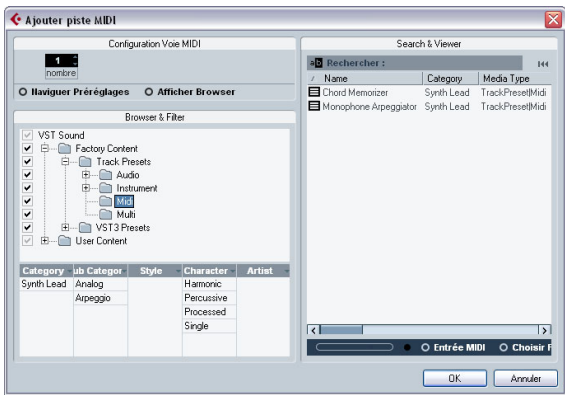 Ajouter piste MIDI
Configuration Voie MIDI
1
nombre
Naviguer Préréglages Afficher Browser
Browser & Filter
VST Sound
Factory Content
Track Presets
Audio
Instrument
Midi
Multi
VST3 Presets
User Content
Category ub Categor Style Character Artist
Synth Lead Analog Harmonic
Arpeggio Percussive
Processed
Single
Search & Viewer
Rechercher :
Name Category Media Type
Chord Memorizer Synth Lead TrackPreset|Midi
Monophone Arpeggiator Synth Lead TrackPreset|Midi
Entrée MIDI Choisir F
OK Annuler